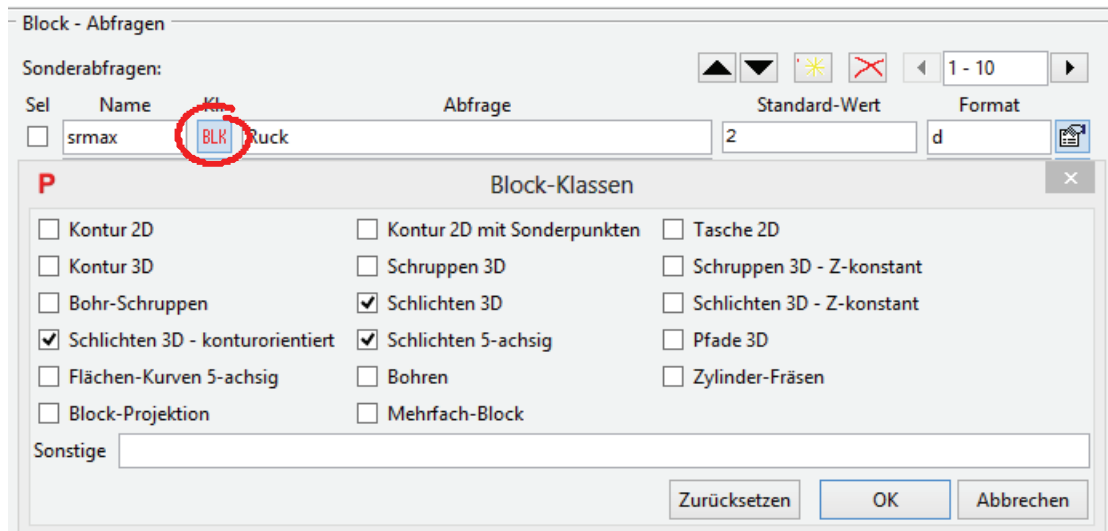 Block - Abfragen
Sonderabfragen: 1 - 10
Sel Name Kl. Abfrage Standard-Wert Format
srmax BLK Ruck 2 d
P Block-Klassen
Kontur 2D Kontur 2D mit Sonderpunkten Tasche 2D
Kontur 3D Schruppen 3D Schruppen 3D - Z-konstant
Bohr-Schruppen Schlichten 3D Schlichten 3D - Z-konstant
Schlichten 3D - konturorientiert Schlichten 5-achsig Pfade 3D
Flächen-Kurven 5-achsig Bohren Zylinder-Fräsen
Block-Projektion Mehrfach-Block
Sonstige
Zurücksetzen OK Abbrechen